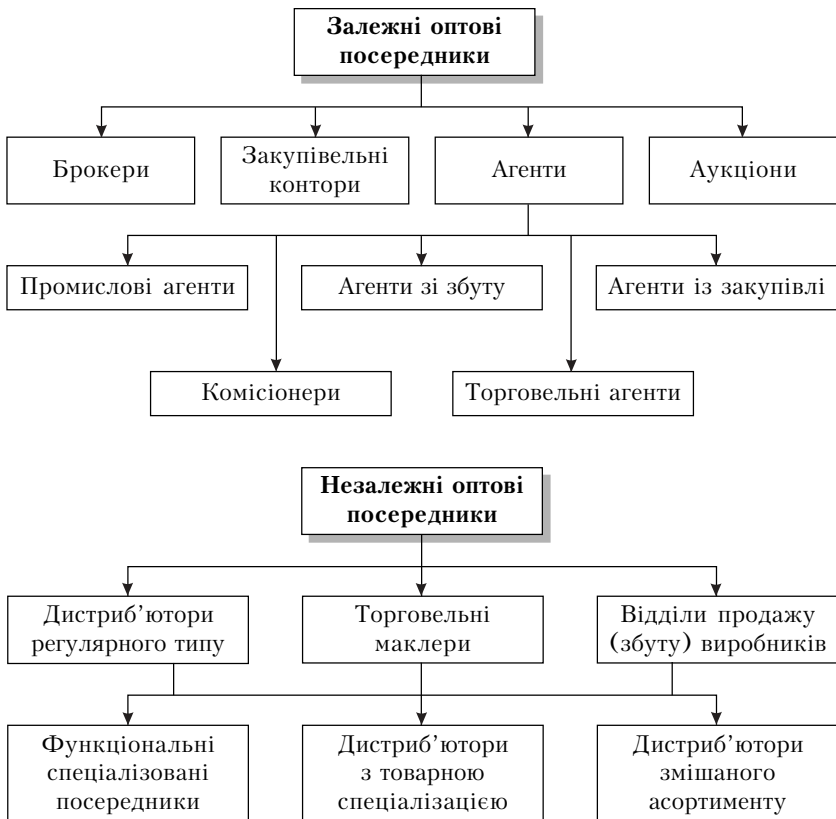 Залежні оптові
посередники
Брокери
Закупівельні
контори
Агенти
Аукціони
Промислові агенти
Агенти зі збуту
Агенти із закупівлі
Комісіонери
Торговельні агенти
Незалежні оптові
посередники
Дистриб’ютори
регулярного типу
Торговельні
маклери
Відділи продажу
(збуту) виробників
Функціональні
спеціалізовані
посередники
Дистриб’ютори
з товарною
спеціалізацією
Дистриб’ютори
змішаного
асортименту